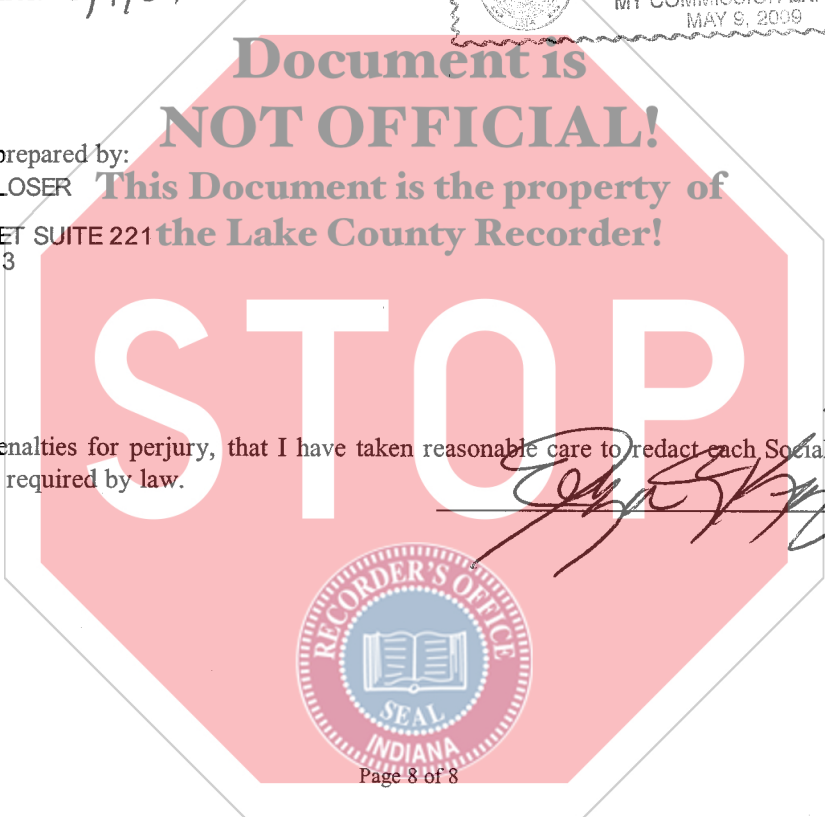 MAY 9, 2009
Document is
NOT OFFICIAL!
prepared by:
LOSER
This Document is the property of
ET SUITE 221
the Lake County Recorder!
3
STOP
enalties for perjury, that I have taken reasonable care to redact each Social
required by law.
RECORDER'S OFFICE
SEAL
INDIANA
Page 8 of 8